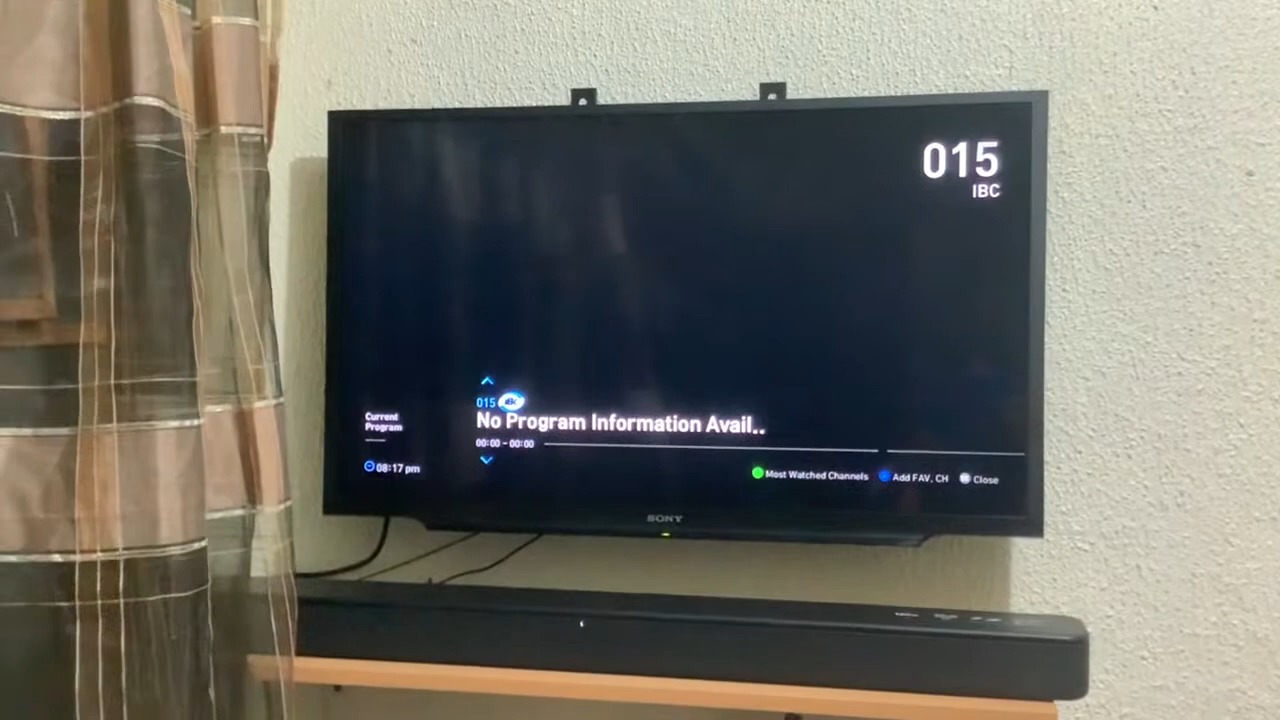 015
IBC
015 IBC
No Program Information Avail..
00:00 - 00:00
Current
Program
08:17 pm
Most Watched Channels
Add FAV. CH
Close
SONY